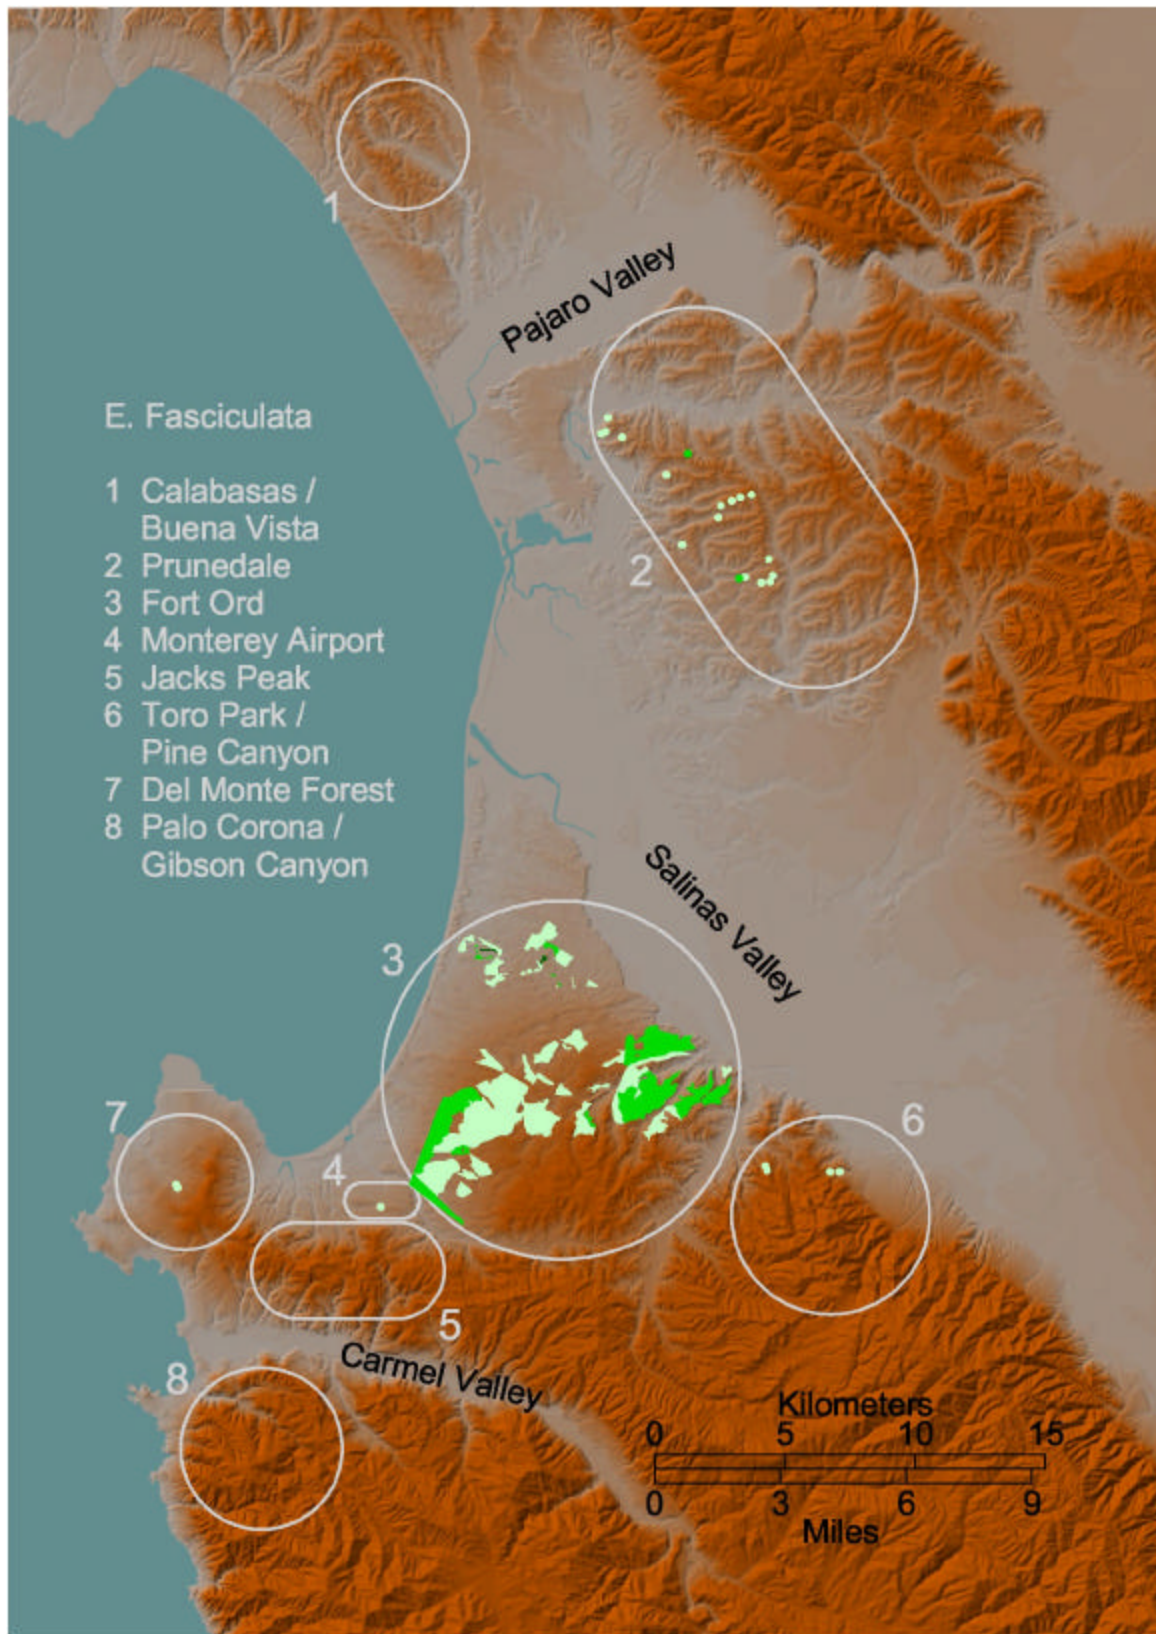 1
Pajaro Valley
E. Fasciculata
1 Calabasas /
Buena Vista
2 Prunedale
3 Fort Ord
4 Monterey Airport
5 Jacks Peak
6 Toro Park /
Pine Canyon
7 Del Monte Forest
8 Palo Corona /
Gibson Canyon
2
Salinas Valley
3
7
6
4
5
Carmel Valley
8
Kilometers
0 5 10 15
0 3 6 9
Miles